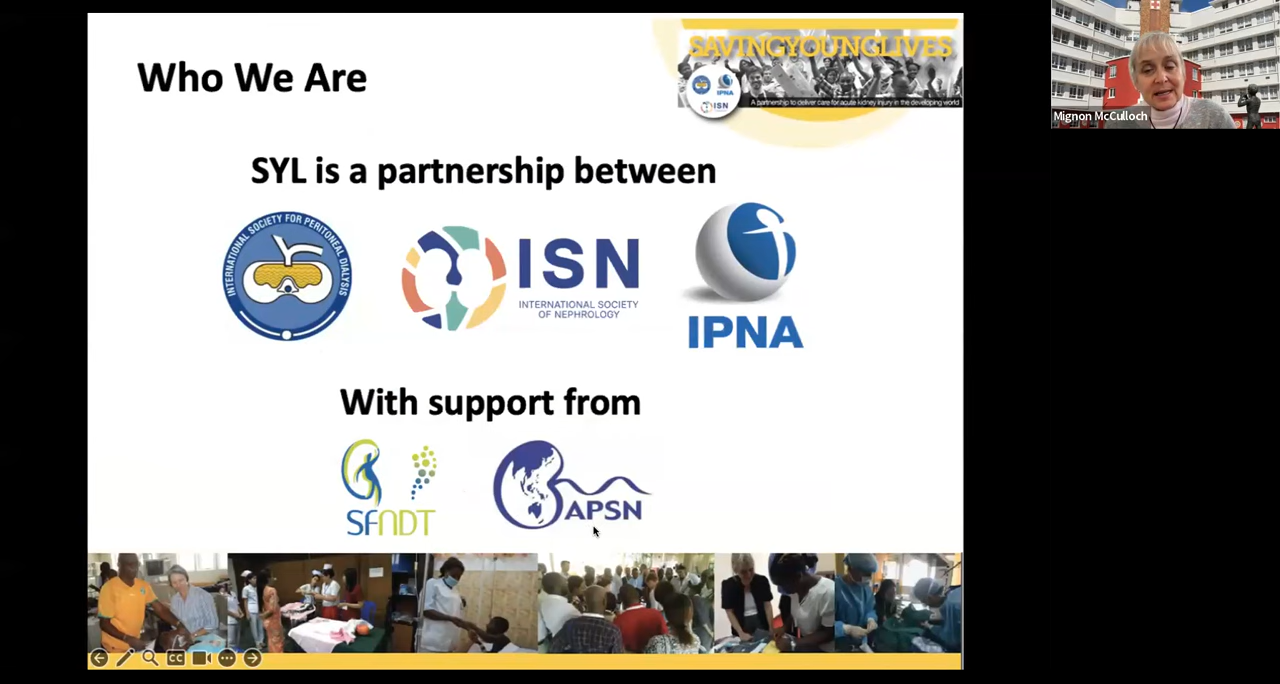 Who We Are
SAVINGYOUNGLIVES
IPNA
ISN
A partnership to deliver care for acute kidney injury in the developing world
Mignon McCulloch
SYL is a partnership between
INTERNATIONAL SOCIETY FOR PERITONEAL DIALYSIS
ISN
INTERNATIONAL SOCIETY
OF NEPHROLOGY
IPNA
With support from
SFNDT
APSN
CC